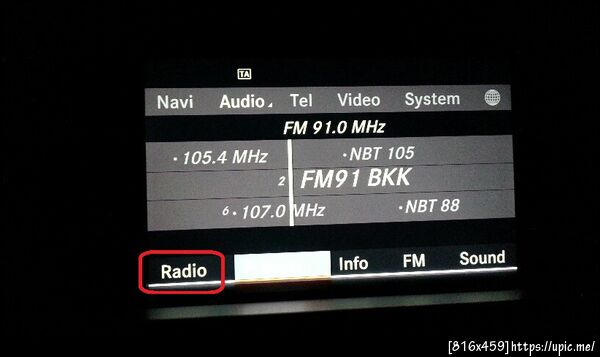 TA
Navi Audio Tel Video System
FM 91.0 MHz
· 105.4 MHz · NBT 105
2 FM91 BKK
6 · 107.0 MHz · NBT 88
Radio Info FM Sound
[816x459]https://upic.me/